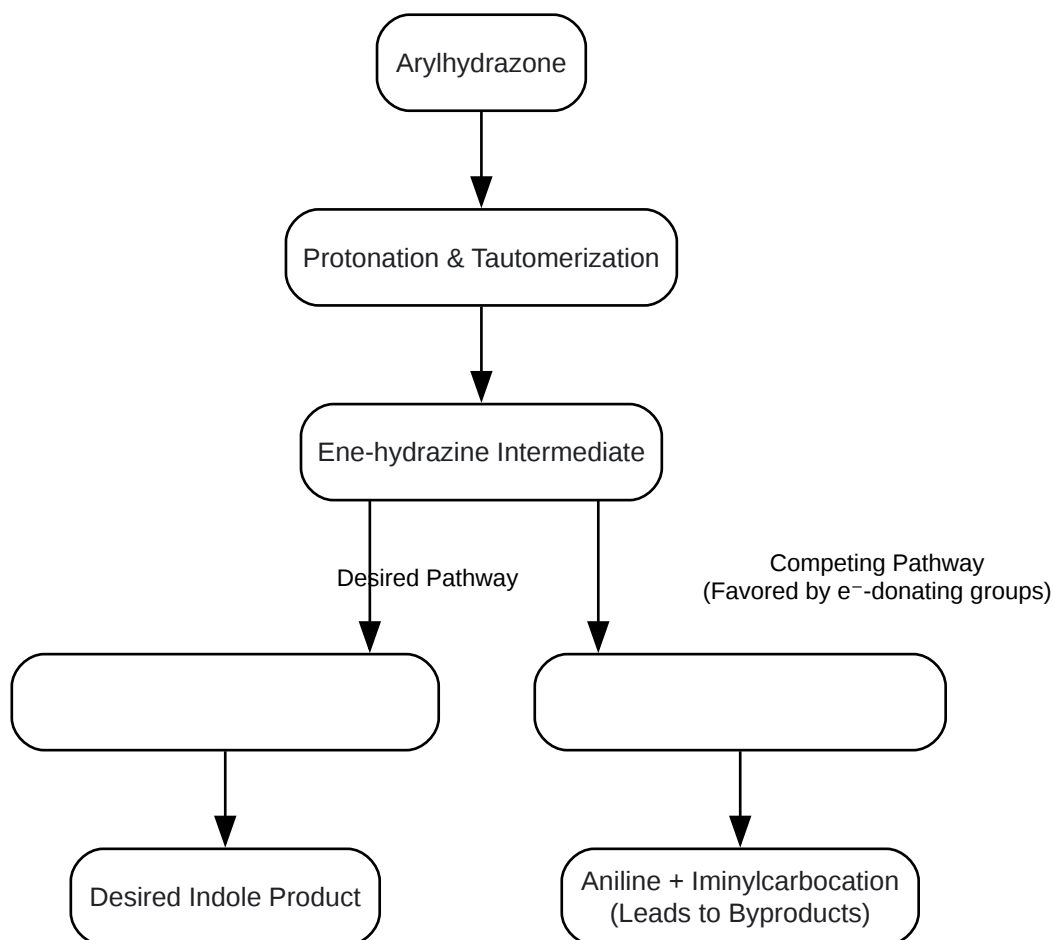 Arylhydrazone
Protonation & Tautomerization
Ene-hydrazine Intermediate
Desired Pathway
Competing Pathway
(Favored by e⁻-donating groups)
Desired Indole Product
Aniline + Iminylcarbocation
(Leads to Byproducts)